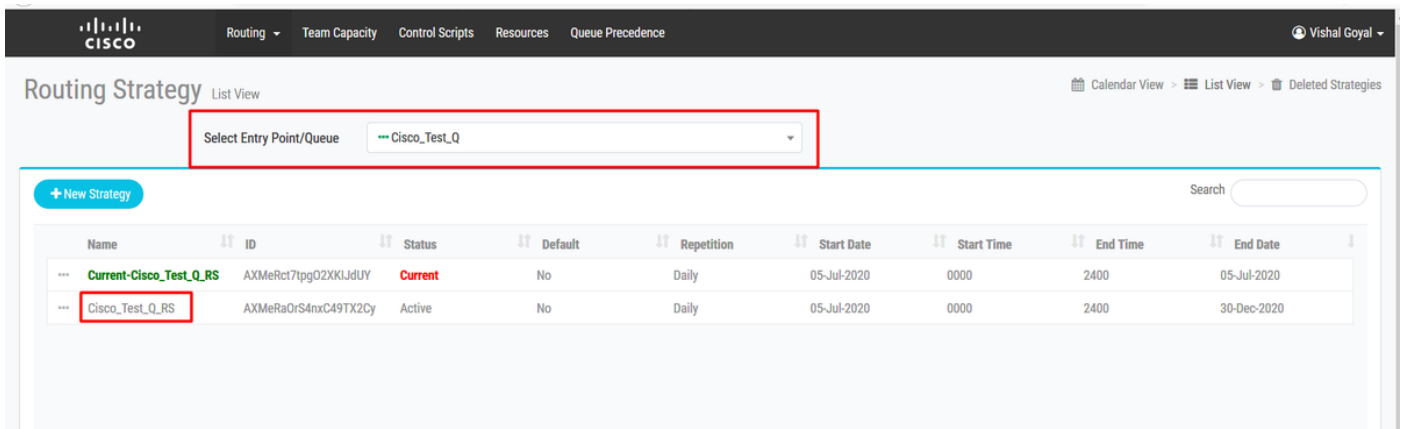 CISCO Routing Team Capacity Control Scripts Resources Queue Precedence Vishal Goyal
Routing Strategy List View Calendar View > List View > Deleted Strategies
Select Entry Point/Queue Cisco_Test_Q
+ New Strategy Search
Name ID Status Default Repetition Start Date Start Time End Time End Date
Current-Cisco_Test_Q_RS AXMeRct7tpgO2XKIJdUY Current No Daily 05-Jul-2020 0000 2400 05-Jul-2020
Cisco_Test_Q_RS AXMeRaOrS4nxC49TX2Cy Active No Daily 05-Jul-2020 0000 2400 30-Dec-2020